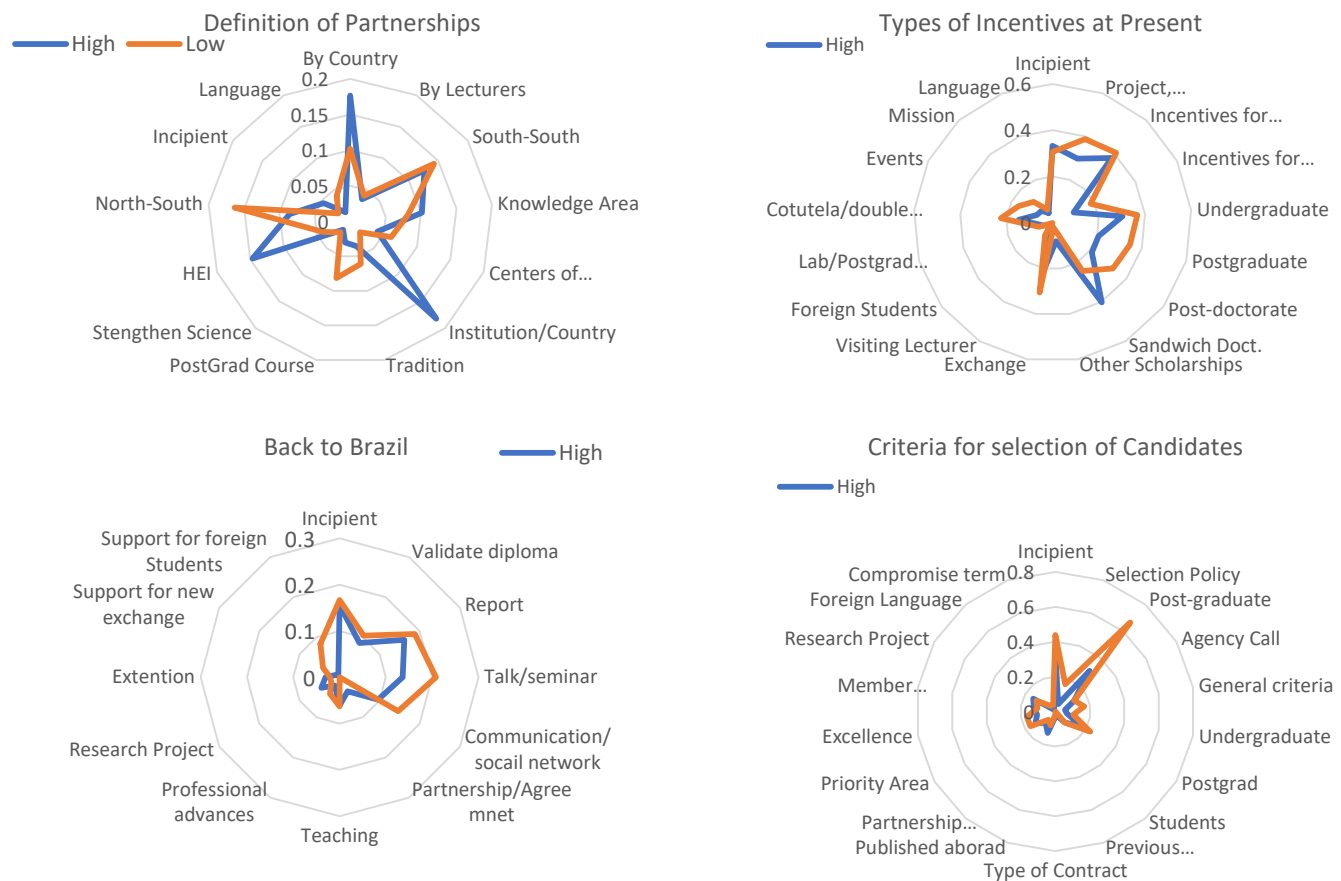 Definition of Partnerships
High
Low
By Country
0.2
Language
By Lecturers
0.15
Incipient
South-South
0.1
0.05
North-South
Knowledge Area
0
HEI
Centers of...
Stengthen Science
Institution/Country
PostGrad Course
Tradition
Types of Incentives at Present
High
Incipient
0.6
Language
Project,...
Mission
Incentives for...
0.4
Events
Incentives for...
0.2
Cotutela/double...
Undergraduate
0
Lab/Postgrad...
Postgraduate
Foreign Students
Post-doctorate
Visiting Lecturer
Sandwich Doct.
Exchange
Other Scholarships
Back to Brazil
High
Incipient
0.3
Support for foreign
Students
Validate diploma
Support for new
exchange
Report
0.2
0.1
Extention
Talk/seminar
0
Research Project
Communication/
socail network
Professional
advances
Partnership/Agree
mnet
Teaching
Criteria for selection of Candidates
High
Incipient
0.8
Compromise term
Selection Policy
Foreign Language
Post-graduate
0.6
Research Project
Agency Call
0.4
Member...
General criteria
0.2
0
Excellence
Undergraduate
Priority Area
Postgrad
Partnership...
Students
Published aborad
Previous...
Type of Contract